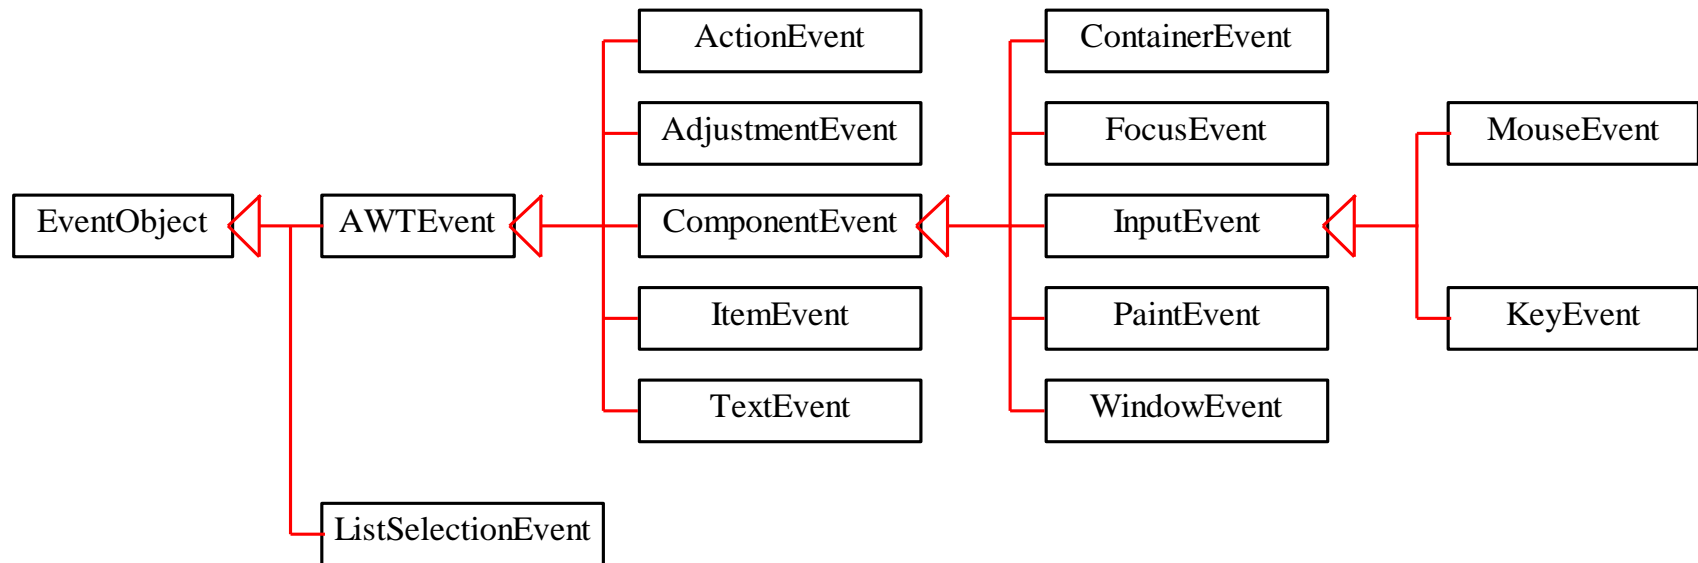 ActionEvent
ContainerEvent
AdjustmentEvent
FocusEvent
MouseEvent
EventObject
AWTEvent
ComponentEvent
InputEvent
ItemEvent
PaintEvent
KeyEvent
TextEvent
WindowEvent
ListSelectionEvent